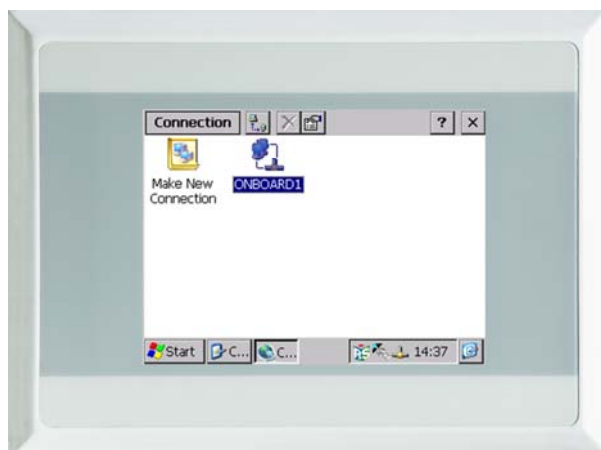 Connection ? ×
Make New
Connection
ONBOARD1
Start C... C... 14:37